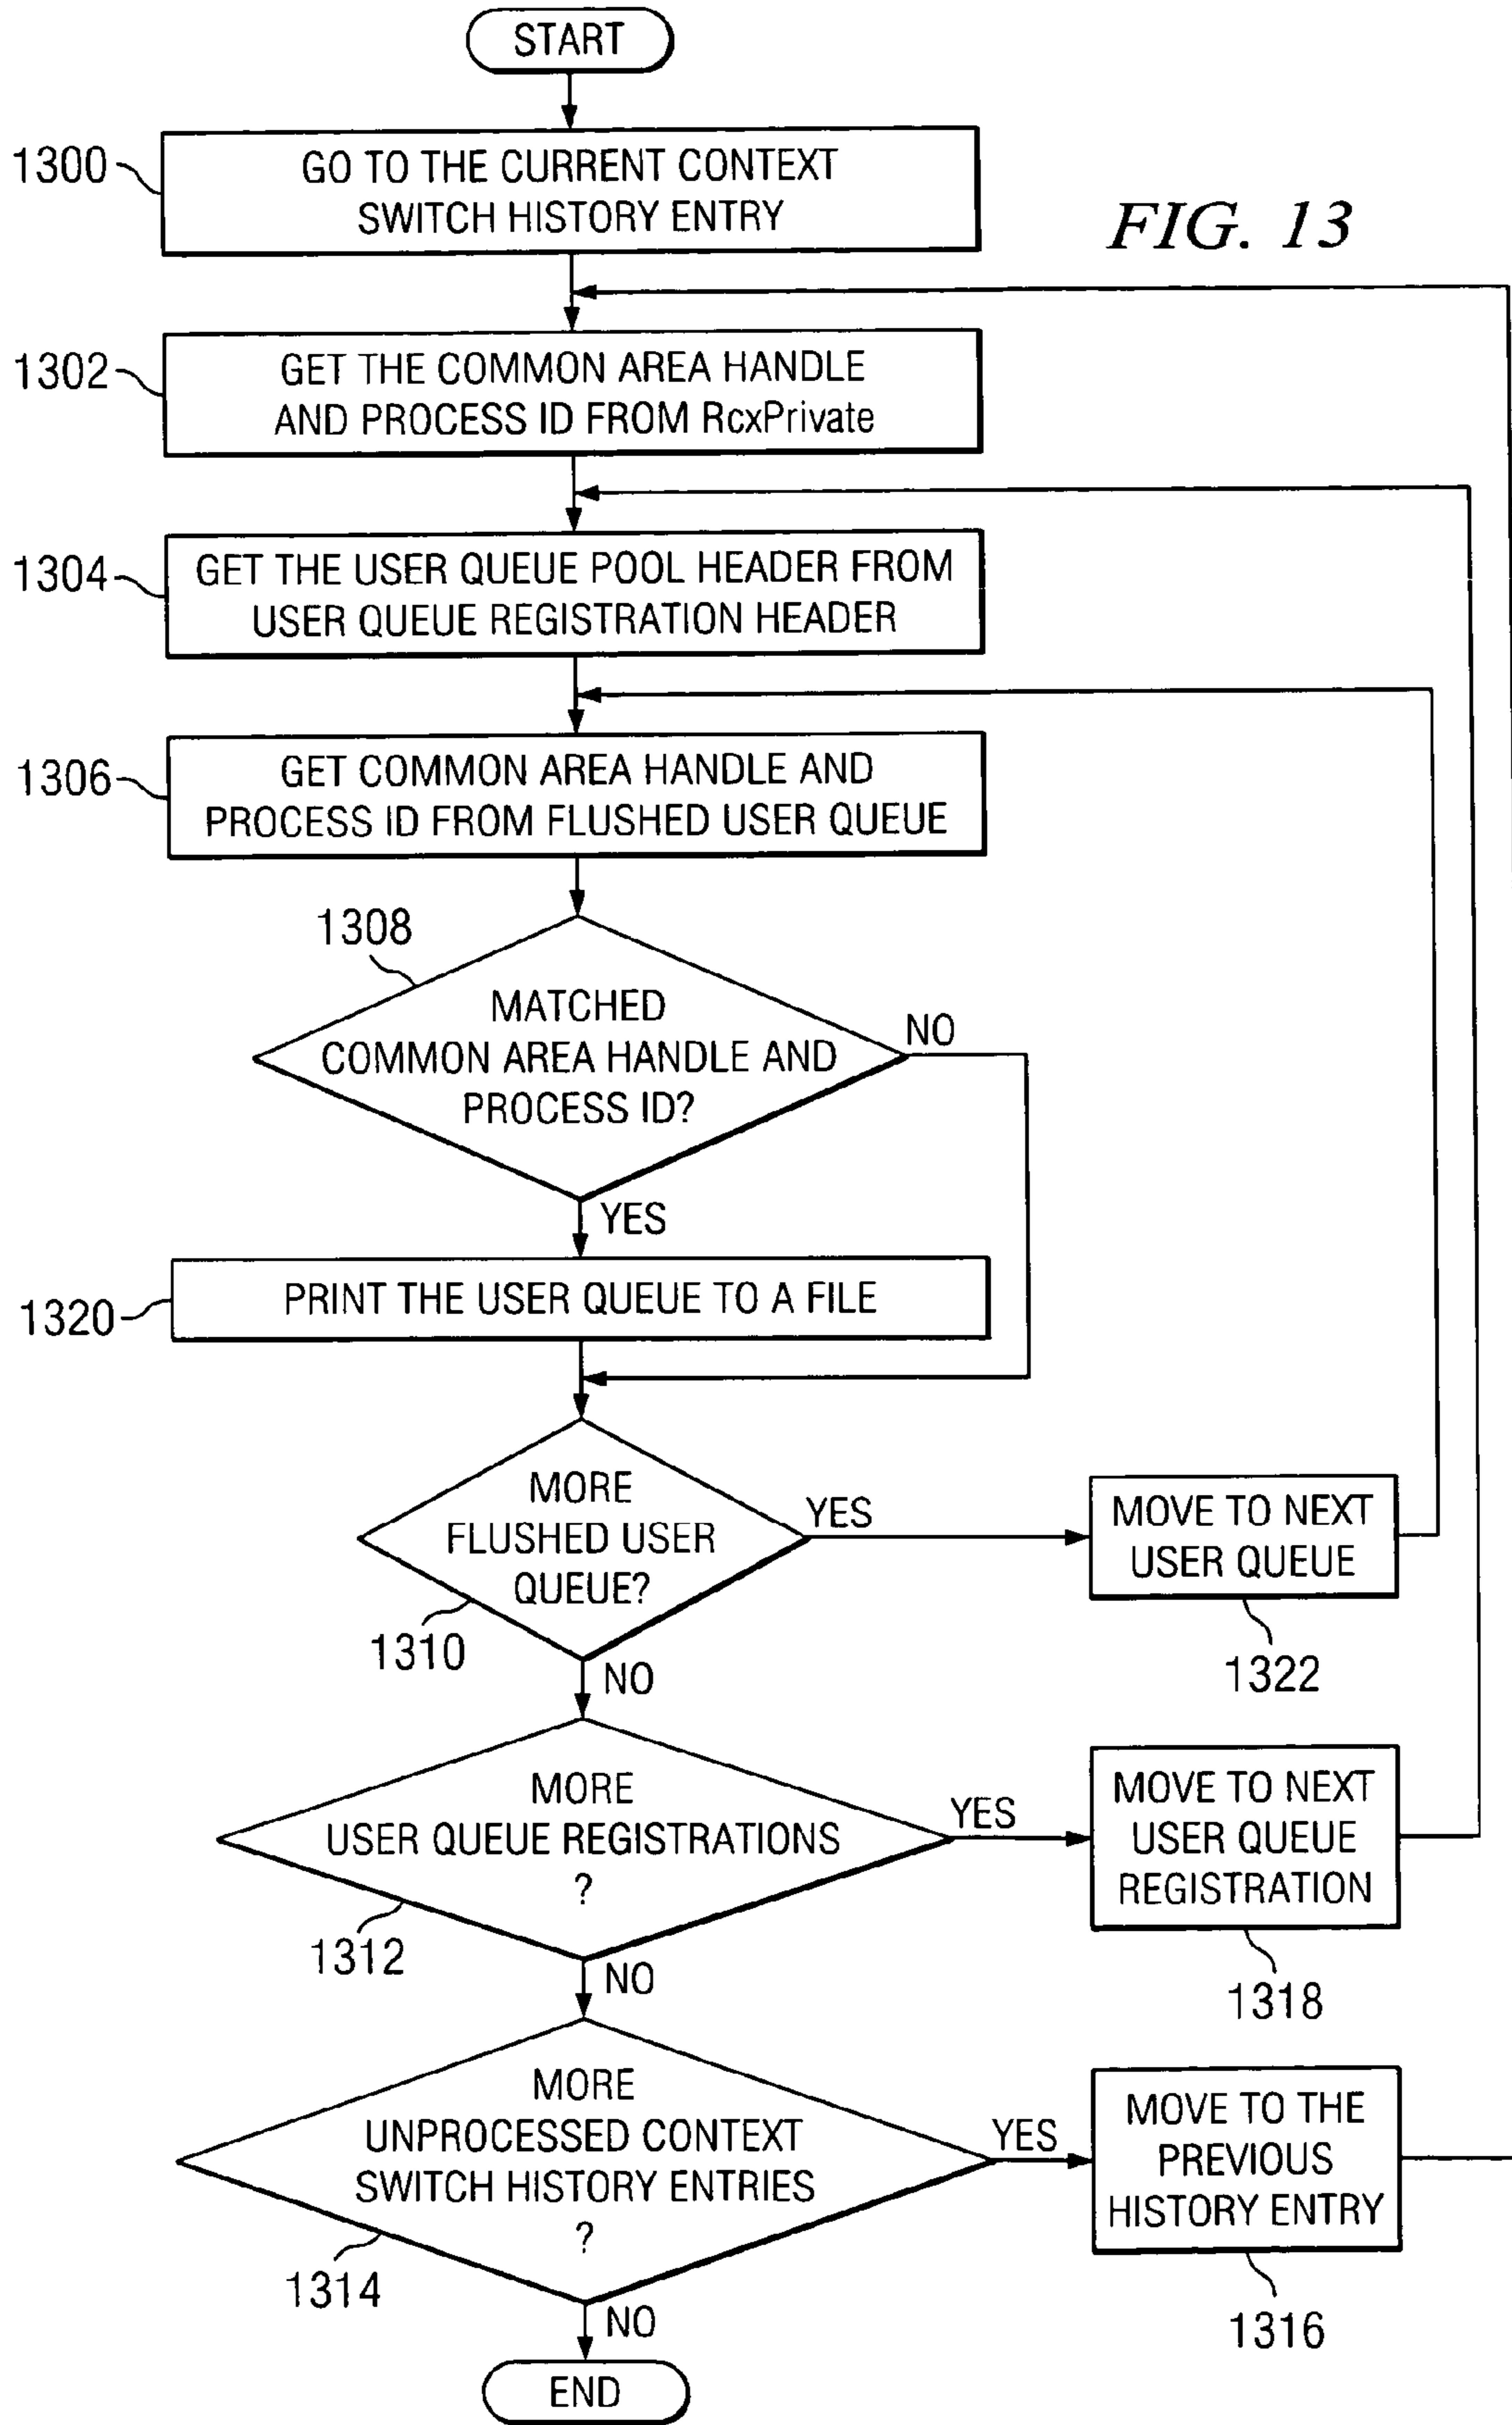 START
1300
GO TO THE CURRENT CONTEXT
SWITCH HISTORY ENTRY
FIG. 13
1302
GET THE COMMON AREA HANDLE
AND PROCESS ID FROM RcxPrivate
1304
GET THE USER QUEUE POOL HEADER FROM
USER QUEUE REGISTRATION HEADER
1306
GET COMMON AREA HANDLE AND
PROCESS ID FROM FLUSHED USER QUEUE
1308
MATCHED
COMMON AREA HANDLE AND
PROCESS ID?
NO
YES
1320
PRINT THE USER QUEUE TO A FILE
MORE
FLUSHED USER
QUEUE?
YES
MOVE TO NEXT
USER QUEUE
1310
1322
NO
MORE
USER QUEUE REGISTRATIONS
?
YES
MOVE TO NEXT
USER QUEUE
REGISTRATION
1312
1318
NO
MORE
UNPROCESSED CONTEXT
SWITCH HISTORY ENTRIES
?
YES
MOVE TO THE
PREVIOUS
HISTORY ENTRY
1314
1316
NO
END